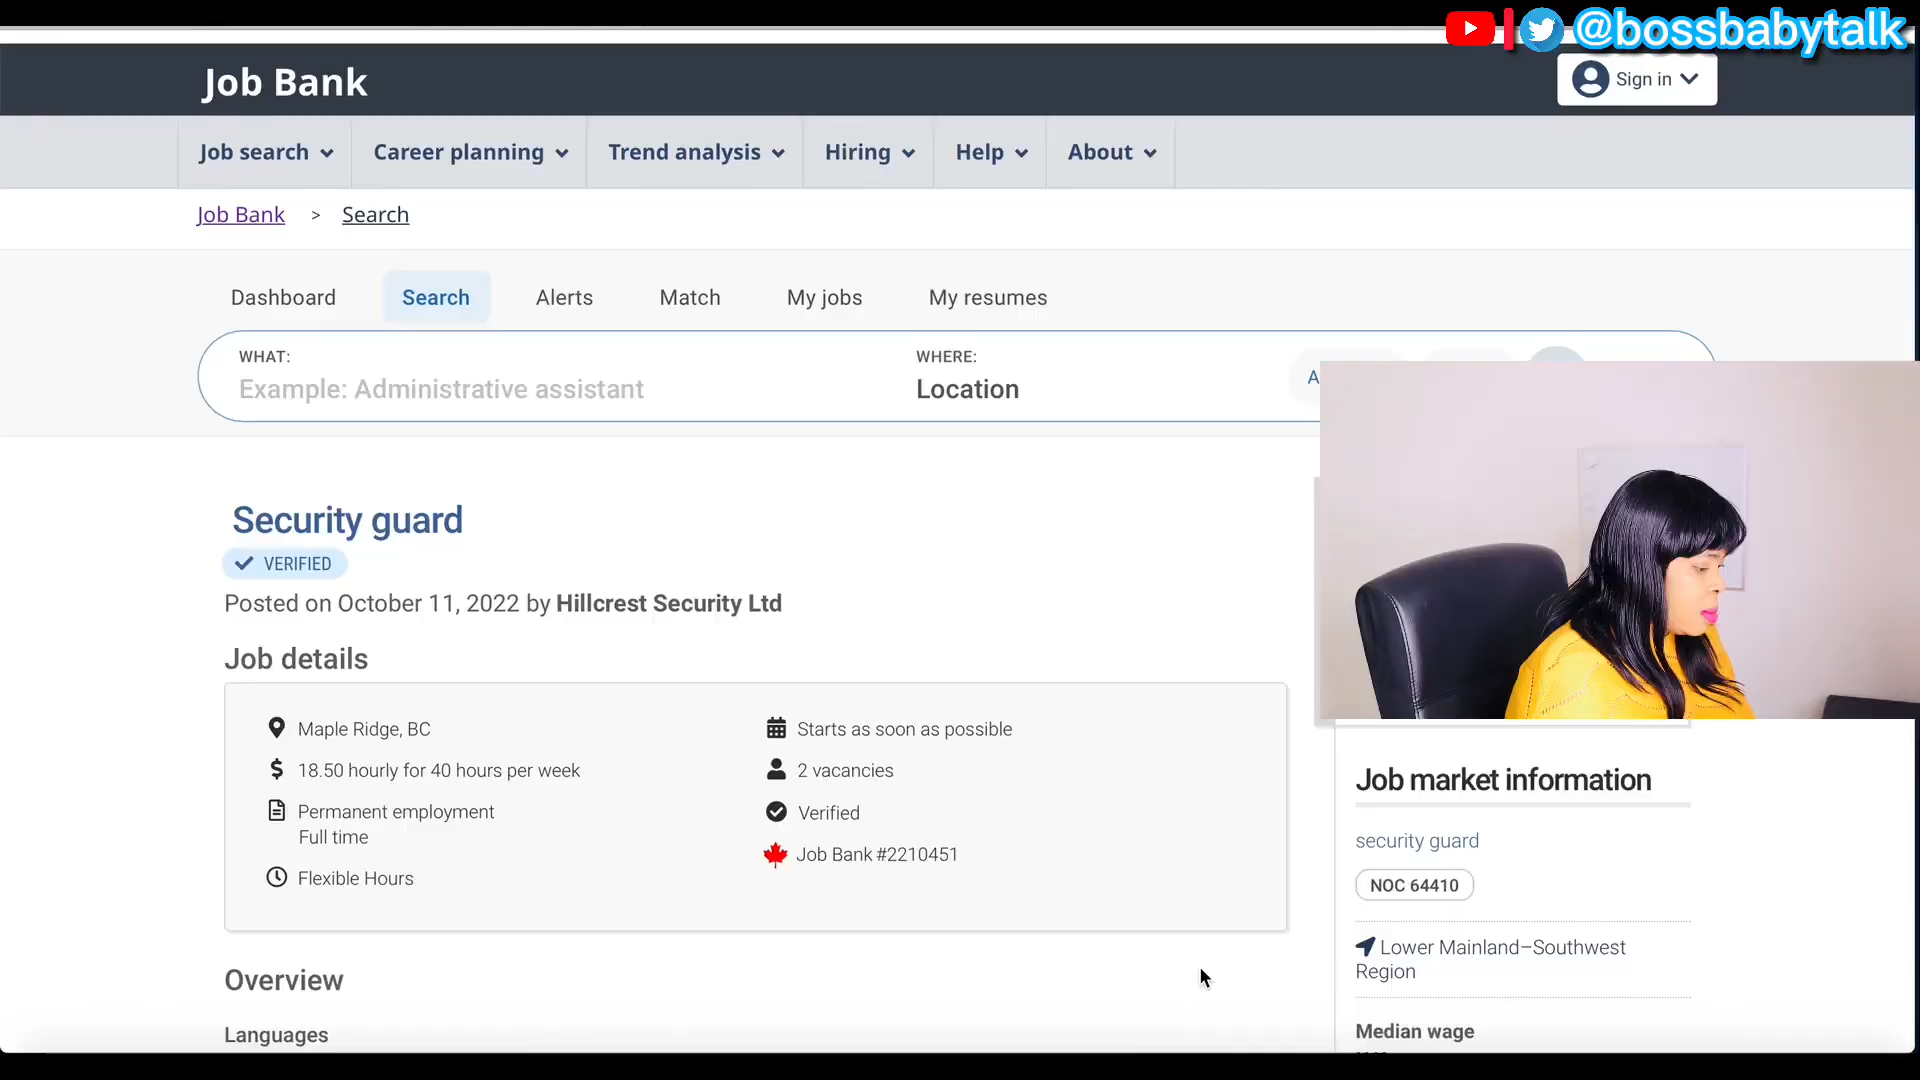 @bossbabytalk
Job Bank
Sign in
Job search
Career planning
Trend analysis
Hiring
Help
About
Job Bank > Search
Dashboard
Search
Alerts
Match
My jobs
My resumes
WHAT:
Example: Administrative assistant
WHERE:
Location
A
Security guard
VERIFIED
Posted on October 11, 2022 by Hillcrest Security Ltd
Job details
Maple Ridge, BC
18.50 hourly for 40 hours per week
Permanent employment
Full time
Flexible Hours
Starts as soon as possible
2 vacancies
Verified
Job Bank #2210451
Overview
Languages
Job market information
security guard
NOC 64410
Lower Mainland–Southwest
Region
Median wage